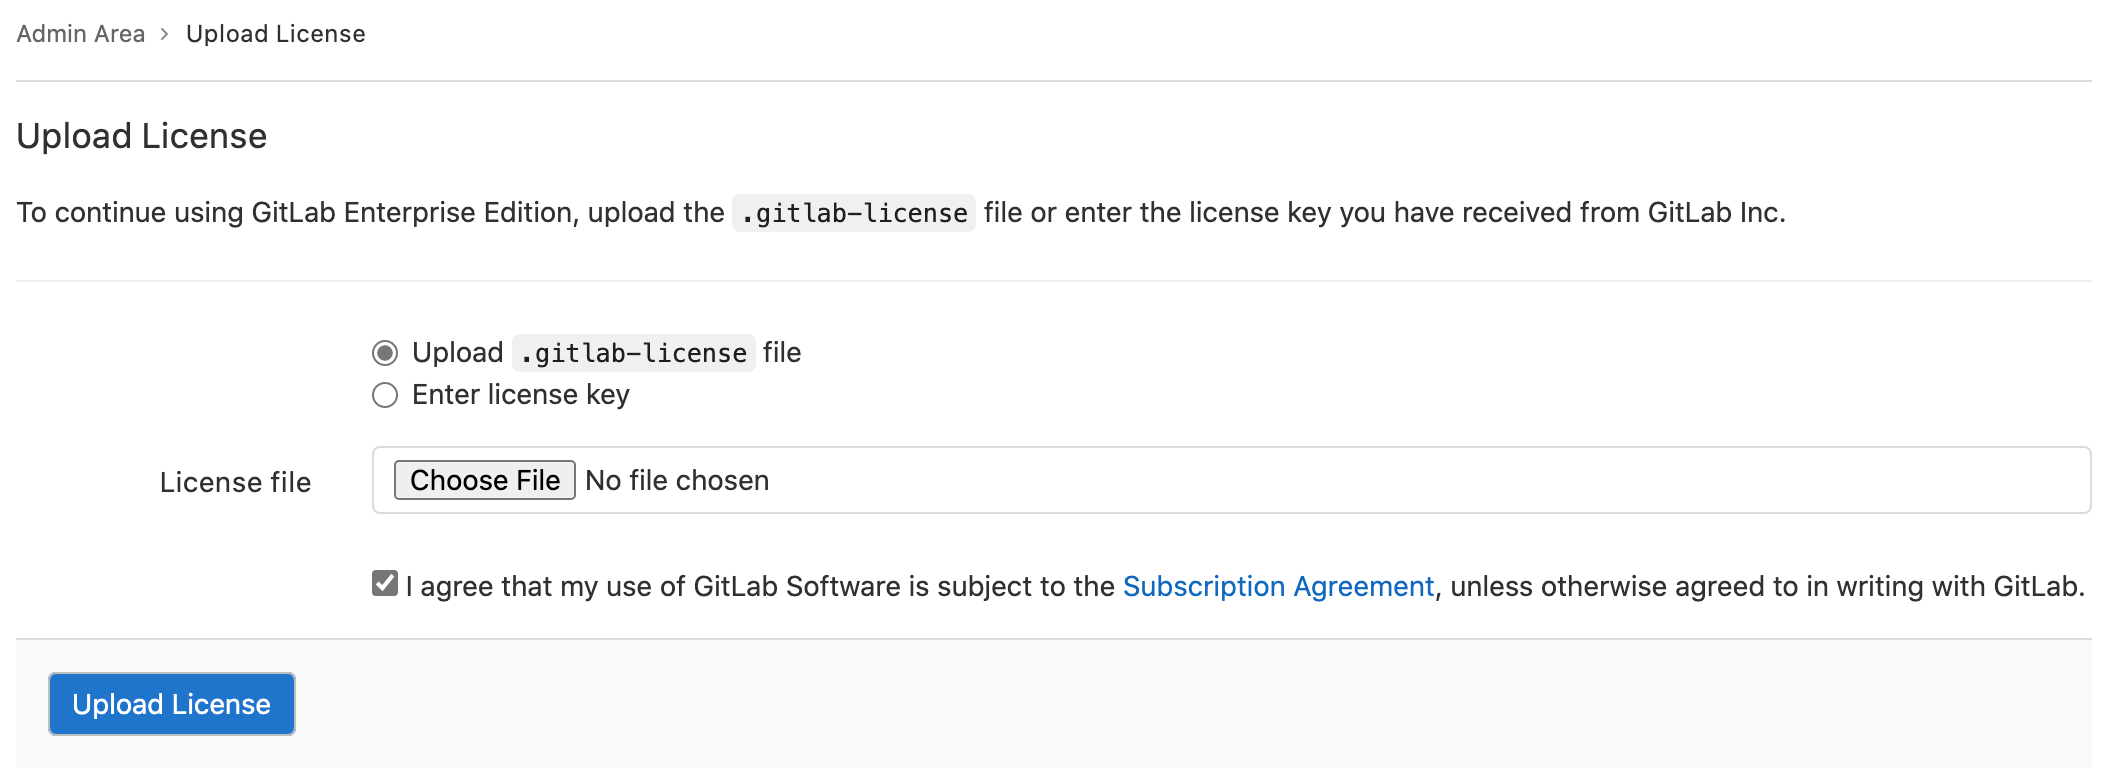 Admin Area > Upload License
Upload License
To continue using GitLab Enterprise Edition, upload the .gitlab-license file or enter the license key you have received from GitLab Inc.
Upload .gitlab-license file
Enter license key
License file Choose File No file chosen
I agree that my use of GitLab Software is subject to the Subscription Agreement, unless otherwise agreed to in writing with GitLab.
Upload License